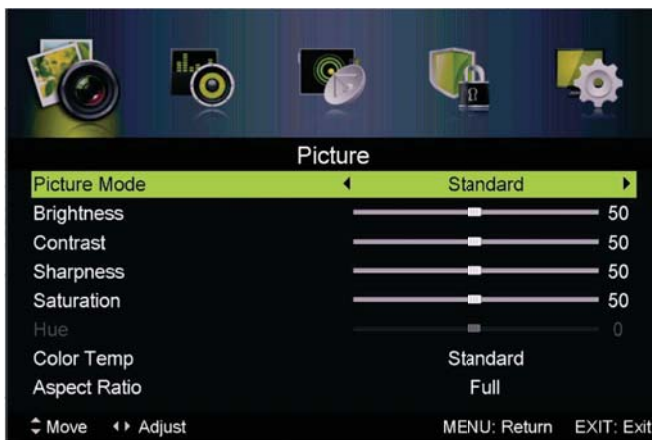 Picture
Picture Mode Standard
Brightness 50
Contrast 50
Sharpness 50
Saturation 50
Hue 0
Color Temp Standard
Aspect Ratio Full
Move Adjust MENU: Return EXIT: Exit